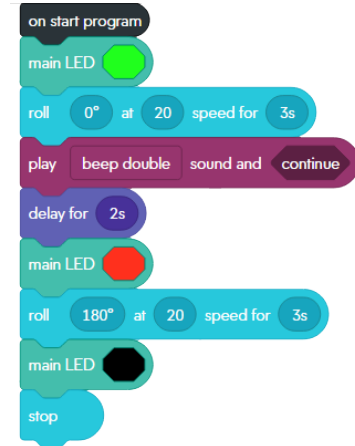 on start program
main LED
roll 0° at 20 speed for 3s
play beep double sound and continue
delay for 2s
main LED
roll 180° at 20 speed for 3s
main LED
stop